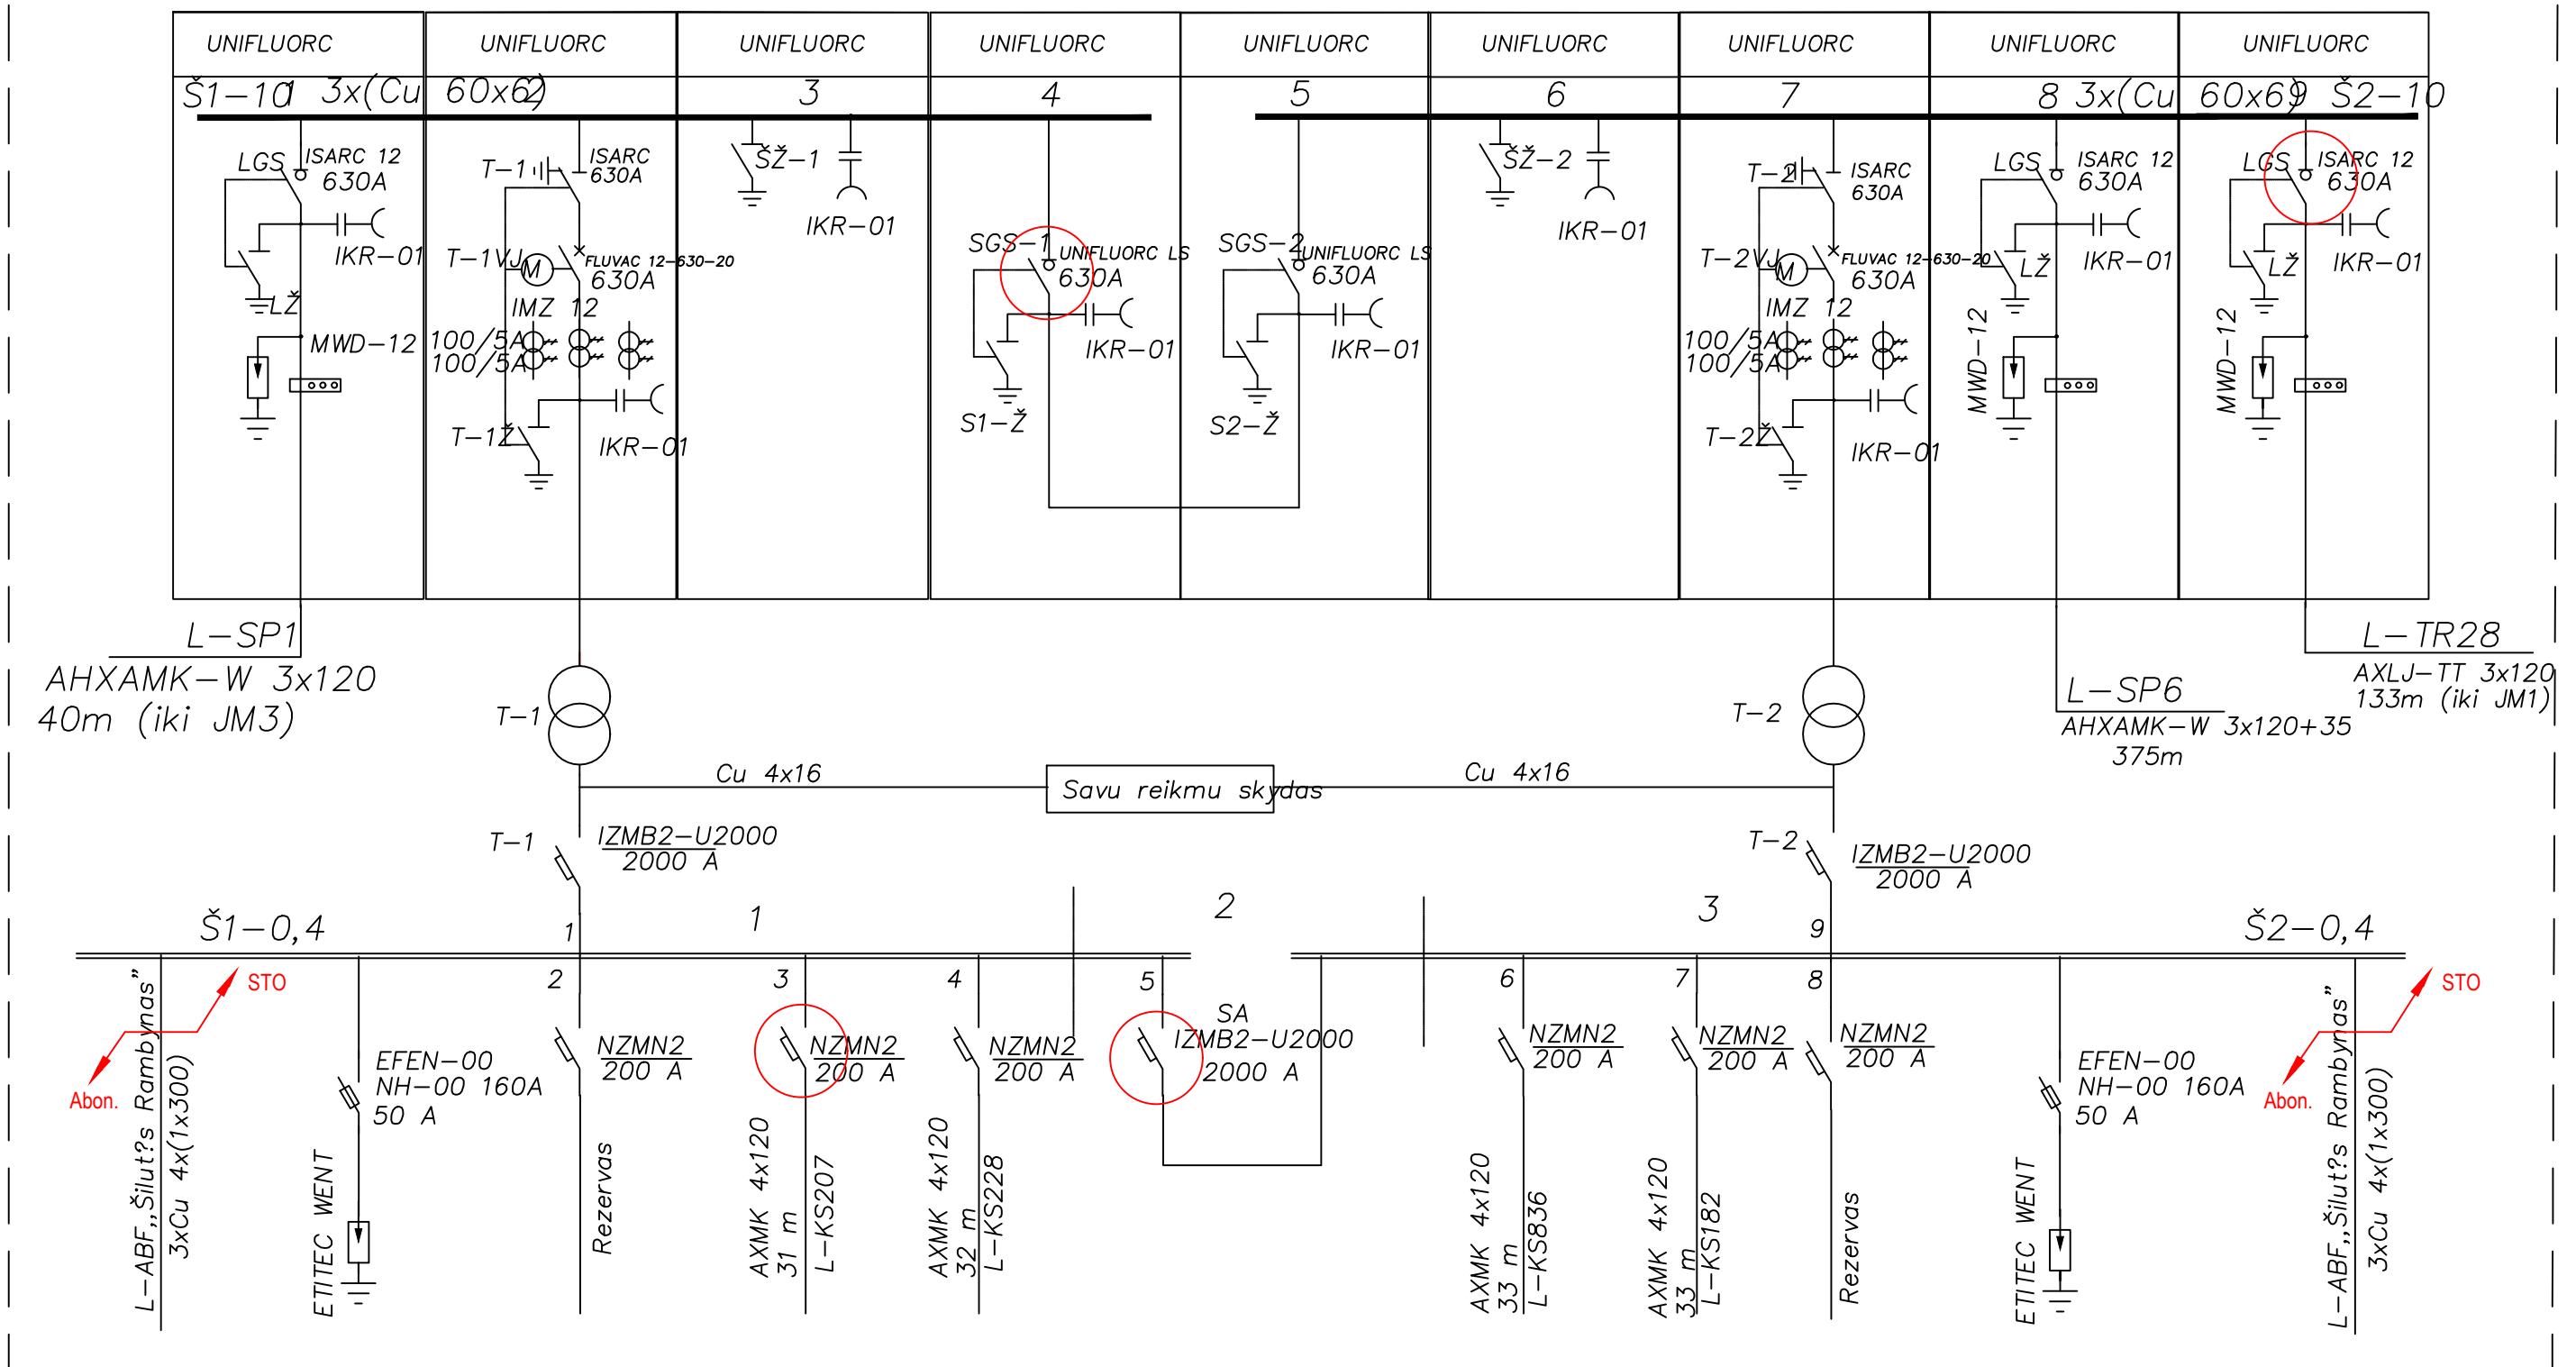 UNIFLUORC UNIFLUORC UNIFLUORC UNIFLUORC UNIFLUORC UNIFLUORC UNIFLUORC UNIFLUORC UNIFLUORC
Š1-10 1 3x(Cu 60x6) 2 3 4 5 6 7 8 3x(Cu 60x6) 9 Š2-10
LGS ISARC 12
630A
IKR-01
LŽ
MWD-12
T-1 ISARC
630A
T-1VJ M FLUVAC 12-630-20
630A
IMZ 12
100/5A
100/5A
T-1Ž IKR-01
ŠŽ-1
IKR-01
SGS-1 UNIFLUORC LS
630A
IKR-01
S1-Ž
SGS-2 UNIFLUORC LS
630A
IKR-01
S2-Ž
ŠŽ-2
IKR-01
T-2 ISARC
630A
T-2VJ M FLUVAC 12-630-20
630A
IMZ 12
100/5A
100/5A
T-2Ž IKR-01
LGS ISARC 12
630A
IKR-01
LŽ
MWD-12
LGS ISARC 12
630A
IKR-01
LŽ
MWD-12
L-SP1
AHXAMK-W 3x120
40m (iki JM3)
T-1
T-2
L-SP6
AHXAMK-W 3x120+35
375m
L-TR28
AXLJ-TT 3x120
133m (iki JM1)
Cu 4x16
Savu reikmu skydas
Cu 4x16
T-1 IZMB2-U2000
2000 A
T-2 IZMB2-U2000
2000 A
Š1-0,4 1 1 2 3 9 Š2-0,4
2 3 4 5 6 7 8
STO
Abon.
L-ABF,,Šilut?s Rambynas”
3xCu 4x(1x300)
EFEN-00
NH-00 160A
50 A
ETITEC WENT
NZMN2
200 A
Rezervas
NZMN2
200 A
AXMK 4x120
31 m
L-KS207
NZMN2
200 A
AXMK 4x120
32 m
L-KS228
SA
IZMB2-U2000
2000 A
NZMN2
200 A
AXMK 4x120
33 m
L-KS836
NZMN2
200 A
AXMK 4x120
33 m
L-KS182
NZMN2
200 A
Rezervas
EFEN-00
NH-00 160A
50 A
ETITEC WENT
STO
Abon.
L-ABF,,Šilut?s Rambynas”
3xCu 4x(1x300)